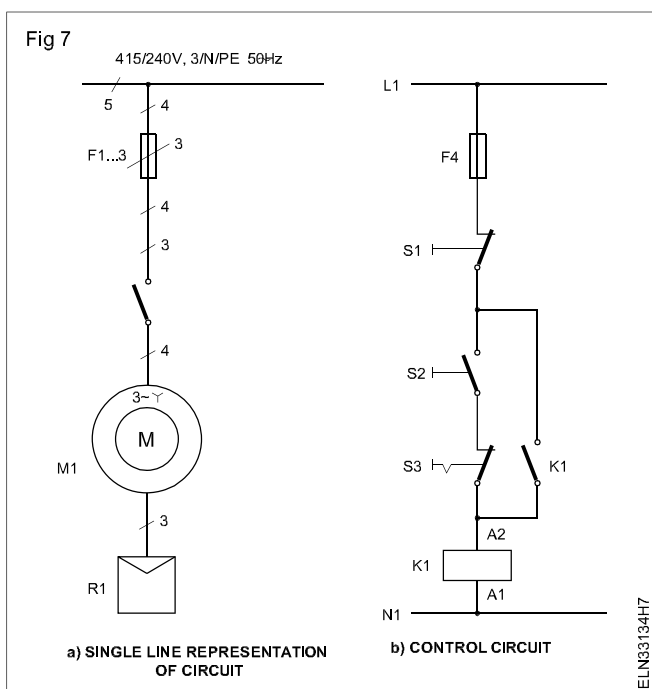 Fig 7
415/240V, 3/N/PE 50Hz
5
4
F1...3
3
4
3
4
3~
M
M1
3
R1
a) SINGLE LINE REPRESENTATION
OF CIRCUIT
L1
F4
S1
S2
S3
K1
A2
K1
A1
N1
b) CONTROL CIRCUIT
ELN33134H7